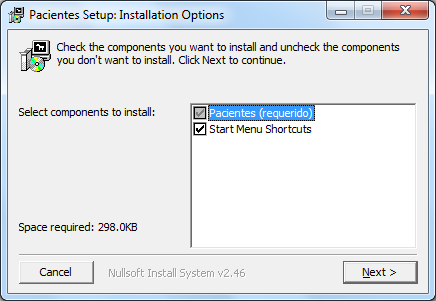 Pacientes Setup: Installation Options
Check the components you want to install and uncheck the components
you don't want to install. Click Next to continue.
Select components to install:
Pacientes (requerido)
Start Menu Shortcuts
Space required: 298.0KB
Cancel
Nullsoft Install System v2.46
Next >